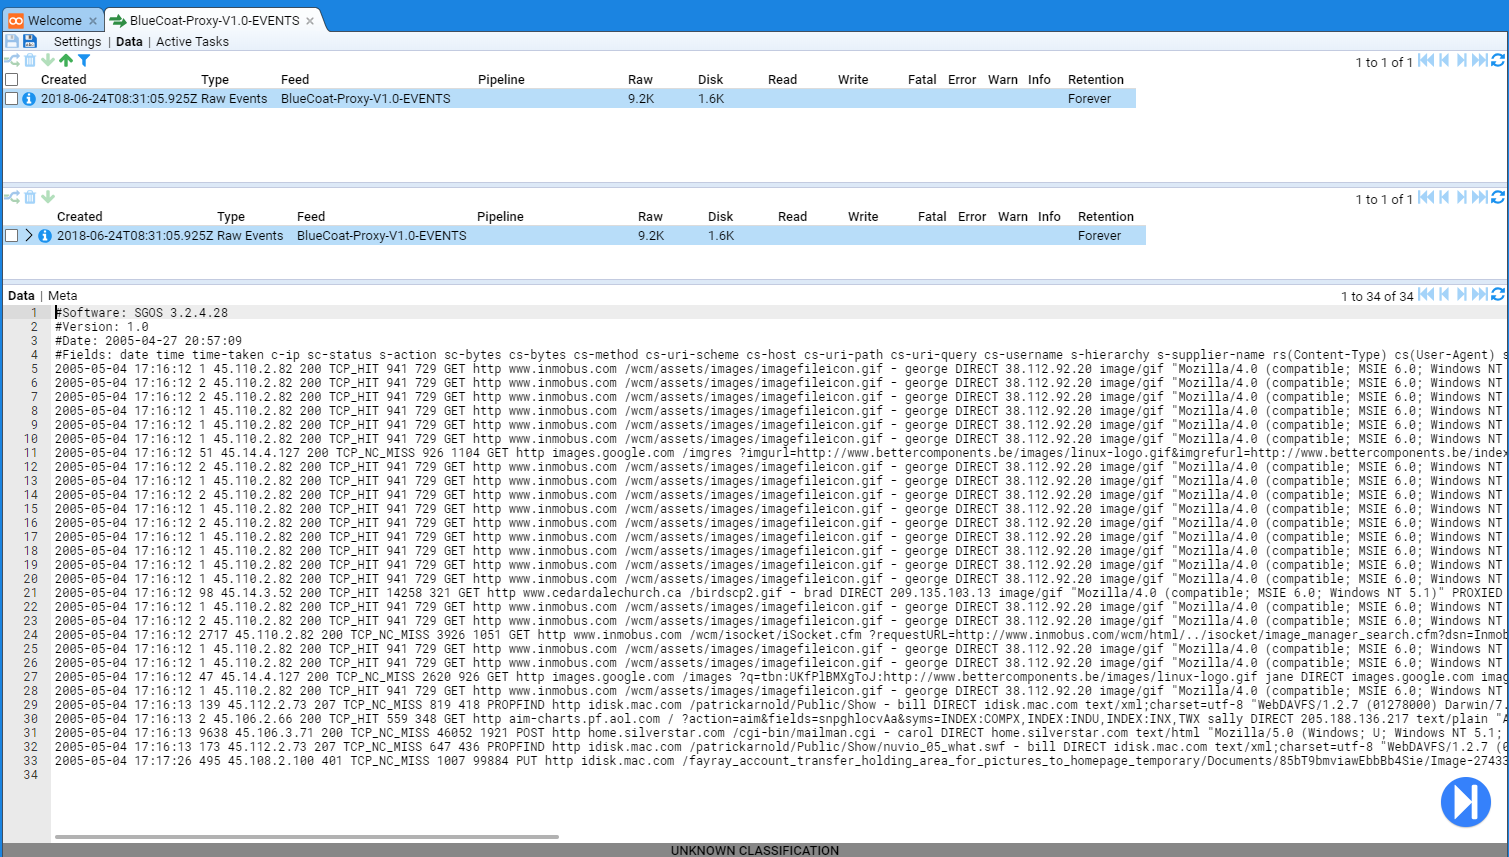 Welcome × BlueCoat-Proxy-V1.0-EVENTS ×
Settings | Data | Active Tasks
1 to 1 of 1
Created Type Feed Pipeline Raw Disk Read Write Fatal Error Warn Info Retention
2018-06-24T08:31:05.925Z Raw Events BlueCoat-Proxy-V1.0-EVENTS 9.2K 1.6K Forever
1 to 1 of 1
Created Type Feed Pipeline Raw Disk Read Write Fatal Error Warn Info Retention
2018-06-24T08:31:05.925Z Raw Events BlueCoat-Proxy-V1.0-EVENTS 9.2K 1.6K Forever
Data | Meta 1 to 34 of 34
1 #Software: SGOS 3.2.4.28
2 #Version: 1.0
3 #Date: 2005-04-27 20:57:09
4 #Fields: date time time-taken c-ip sc-status s-action sc-bytes cs-bytes cs-method cs-uri-scheme cs-host cs-uri-path cs-uri-query cs-username s-hierarchy s-supplier-name rs(Content-Type) cs(User-Agent) s
5 2005-05-04 17:16:12 1 45.110.2.82 200 TCP_HIT 941 729 GET http www.inmobus.com /wcm/assets/images/imagefileicon.gif - george DIRECT 38.112.92.20 image/gif "Mozilla/4.0 (compatible; MSIE 6.0; Windows NT
6 2005-05-04 17:16:12 2 45.110.2.82 200 TCP_HIT 941 729 GET http www.inmobus.com /wcm/assets/images/imagefileicon.gif - george DIRECT 38.112.92.20 image/gif "Mozilla/4.0 (compatible; MSIE 6.0; Windows NT
7 2005-05-04 17:16:12 2 45.110.2.82 200 TCP_HIT 941 729 GET http www.inmobus.com /wcm/assets/images/imagefileicon.gif - george DIRECT 38.112.92.20 image/gif "Mozilla/4.0 (compatible; MSIE 6.0; Windows NT
8 2005-05-04 17:16:12 1 45.110.2.82 200 TCP_HIT 941 729 GET http www.inmobus.com /wcm/assets/images/imagefileicon.gif - george DIRECT 38.112.92.20 image/gif "Mozilla/4.0 (compatible; MSIE 6.0; Windows NT
9 2005-05-04 17:16:12 1 45.110.2.82 200 TCP_HIT 941 729 GET http www.inmobus.com /wcm/assets/images/imagefileicon.gif - george DIRECT 38.112.92.20 image/gif "Mozilla/4.0 (compatible; MSIE 6.0; Windows NT
10 2005-05-04 17:16:12 1 45.110.2.82 200 TCP_HIT 941 729 GET http www.inmobus.com /wcm/assets/images/imagefileicon.gif - george DIRECT 38.112.92.20 image/gif "Mozilla/4.0 (compatible; MSIE 6.0; Windows NT
11 2005-05-04 17:16:12 51 45.14.4.127 200 TCP_NC_MISS 926 1104 GET http images.google.com /imgres ?imgurl=http://www.bettercomponents.be/images/linux-logo.gif&imgrefurl=http://www.bettercomponents.be/index
12 2005-05-04 17:16:12 2 45.110.2.82 200 TCP_HIT 941 729 GET http www.inmobus.com /wcm/assets/images/imagefileicon.gif - george DIRECT 38.112.92.20 image/gif "Mozilla/4.0 (compatible; MSIE 6.0; Windows NT
13 2005-05-04 17:16:12 1 45.110.2.82 200 TCP_HIT 941 729 GET http www.inmobus.com /wcm/assets/images/imagefileicon.gif - george DIRECT 38.112.92.20 image/gif "Mozilla/4.0 (compatible; MSIE 6.0; Windows NT
14 2005-05-04 17:16:12 2 45.110.2.82 200 TCP_HIT 941 729 GET http www.inmobus.com /wcm/assets/images/imagefileicon.gif - george DIRECT 38.112.92.20 image/gif "Mozilla/4.0 (compatible; MSIE 6.0; Windows NT
15 2005-05-04 17:16:12 1 45.110.2.82 200 TCP_HIT 941 729 GET http www.inmobus.com /wcm/assets/images/imagefileicon.gif - george DIRECT 38.112.92.20 image/gif "Mozilla/4.0 (compatible; MSIE 6.0; Windows NT
16 2005-05-04 17:16:12 2 45.110.2.82 200 TCP_HIT 941 729 GET http www.inmobus.com /wcm/assets/images/imagefileicon.gif - george DIRECT 38.112.92.20 image/gif "Mozilla/4.0 (compatible; MSIE 6.0; Windows NT
17 2005-05-04 17:16:12 1 45.110.2.82 200 TCP_HIT 941 729 GET http www.inmobus.com /wcm/assets/images/imagefileicon.gif - george DIRECT 38.112.92.20 image/gif "Mozilla/4.0 (compatible; MSIE 6.0; Windows NT
18 2005-05-04 17:16:12 1 45.110.2.82 200 TCP_HIT 941 729 GET http www.inmobus.com /wcm/assets/images/imagefileicon.gif - george DIRECT 38.112.92.20 image/gif "Mozilla/4.0 (compatible; MSIE 6.0; Windows NT
19 2005-05-04 17:16:12 1 45.110.2.82 200 TCP_HIT 941 729 GET http www.inmobus.com /wcm/assets/images/imagefileicon.gif - george DIRECT 38.112.92.20 image/gif "Mozilla/4.0 (compatible; MSIE 6.0; Windows NT
20 2005-05-04 17:16:12 1 45.110.2.82 200 TCP_HIT 941 729 GET http www.inmobus.com /wcm/assets/images/imagefileicon.gif - george DIRECT 38.112.92.20 image/gif "Mozilla/4.0 (compatible; MSIE 6.0; Windows NT
21 2005-05-04 17:16:12 98 45.14.3.52 200 TCP_HIT 14258 321 GET http www.cedardalechurch.ca /birdscp2.gif - brad DIRECT 209.135.103.13 image/gif "Mozilla/4.0 (compatible; MSIE 6.0; Windows NT 5.1)" PROXIED
22 2005-05-04 17:16:12 1 45.110.2.82 200 TCP_HIT 941 729 GET http www.inmobus.com /wcm/assets/images/imagefileicon.gif - george DIRECT 38.112.92.20 image/gif "Mozilla/4.0 (compatible; MSIE 6.0; Windows NT
23 2005-05-04 17:16:12 2 45.110.2.82 200 TCP_HIT 941 729 GET http www.inmobus.com /wcm/assets/images/imagefileicon.gif - george DIRECT 38.112.92.20 image/gif "Mozilla/4.0 (compatible; MSIE 6.0; Windows NT
24 2005-05-04 17:16:12 2717 45.110.2.82 200 TCP_NC_MISS 3926 1051 GET http www.inmobus.com /wcm/isocket/iSocket.cfm ?requestURL=http://www.inmobus.com/wcm/html/../isocket/image_manager_search.cfm?dsn=Inmob
25 2005-05-04 17:16:12 1 45.110.2.82 200 TCP_HIT 941 729 GET http www.inmobus.com /wcm/assets/images/imagefileicon.gif - george DIRECT 38.112.92.20 image/gif "Mozilla/4.0 (compatible; MSIE 6.0; Windows NT
26 2005-05-04 17:16:12 1 45.110.2.82 200 TCP_HIT 941 729 GET http www.inmobus.com /wcm/assets/images/imagefileicon.gif - george DIRECT 38.112.92.20 image/gif "Mozilla/4.0 (compatible; MSIE 6.0; Windows NT
27 2005-05-04 17:16:12 47 45.14.4.127 200 TCP_NC_MISS 2620 926 GET http images.google.com /images ?q=tbn:UKfPlBMXgToJ:http://www.bettercomponents.be/images/linux-logo.gif jane DIRECT images.google.com imag
28 2005-05-04 17:16:12 1 45.110.2.82 200 TCP_HIT 941 729 GET http www.inmobus.com /wcm/assets/images/imagefileicon.gif - george DIRECT 38.112.92.20 image/gif "Mozilla/4.0 (compatible; MSIE 6.0; Windows NT
29 2005-05-04 17:16:13 139 45.112.2.73 207 TCP_NC_MISS 819 418 PROPFIND http idisk.mac.com /patrickarnold/Public/Show - bill DIRECT idisk.mac.com text/xml;charset=utf-8 "WebDAVFS/1.2.7 (01278000) Darwin/7.
30 2005-05-04 17:16:13 2 45.106.2.66 200 TCP_HIT 559 348 GET http aim-charts.pf.aol.com / ?action=aim&fields=snpghlocvAa&syms=INDEX:COMPX,INDEX:INDU,INDEX:INX,TWX sally DIRECT 205.188.136.217 text/plain "A
31 2005-05-04 17:16:13 9638 45.106.3.71 200 TCP_NC_MISS 46052 1921 POST http home.silverstar.com /cgi-bin/mailman.cgi - carol DIRECT home.silverstar.com text/html "Mozilla/5.0 (Windows; U; Windows NT 5.1;
32 2005-05-04 17:16:13 173 45.112.2.73 207 TCP_NC_MISS 647 436 PROPFIND http idisk.mac.com /patrickarnold/Public/Show/nuvio_05_what.swf - bill DIRECT idisk.mac.com text/xml;charset=utf-8 "WebDAVFS/1.2.7 (0
33 2005-05-04 17:17:26 495 45.108.2.100 401 TCP_NC_MISS 1007 99884 PUT http idisk.mac.com /fayray_account_transfer_holding_area_for_pictures_to_homepage_temporary/Documents/85bT9bmviawEbbBb4Sie/Image-27433
34
UNKNOWN CLASSIFICATION